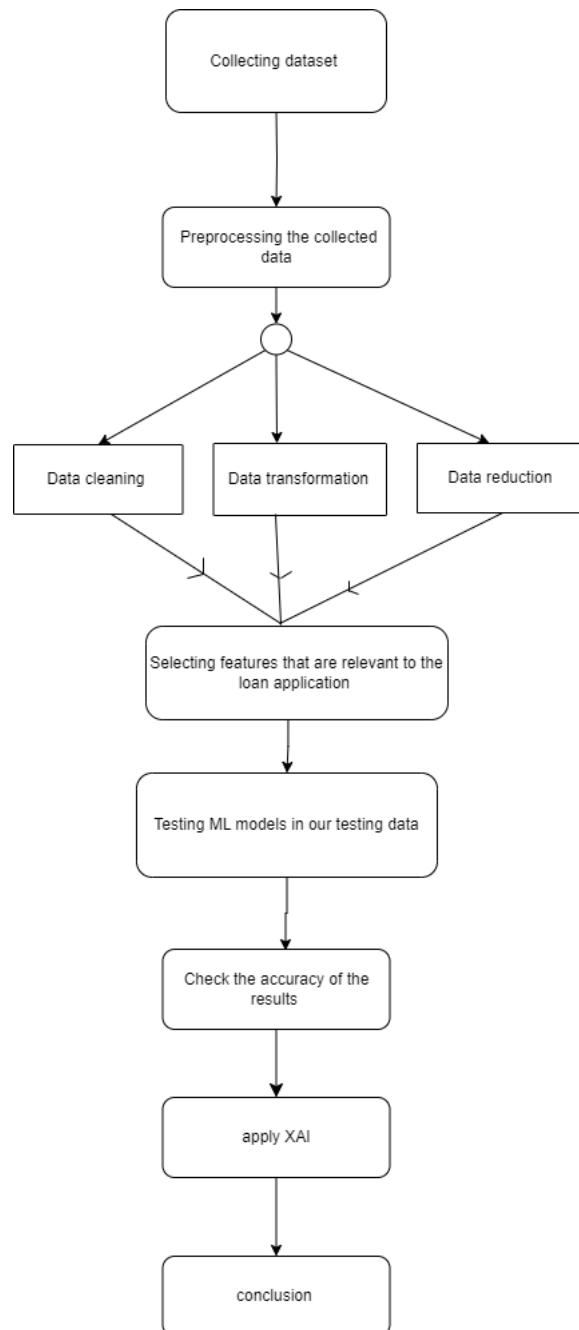 Collecting dataset
Preprocessing the collected
data
Data cleaning
Data transformation
Data reduction
Selecting features that are relevant to the
loan application
Testing ML models in our testing data
Check the accuracy of the
results
apply XAI
conclusion